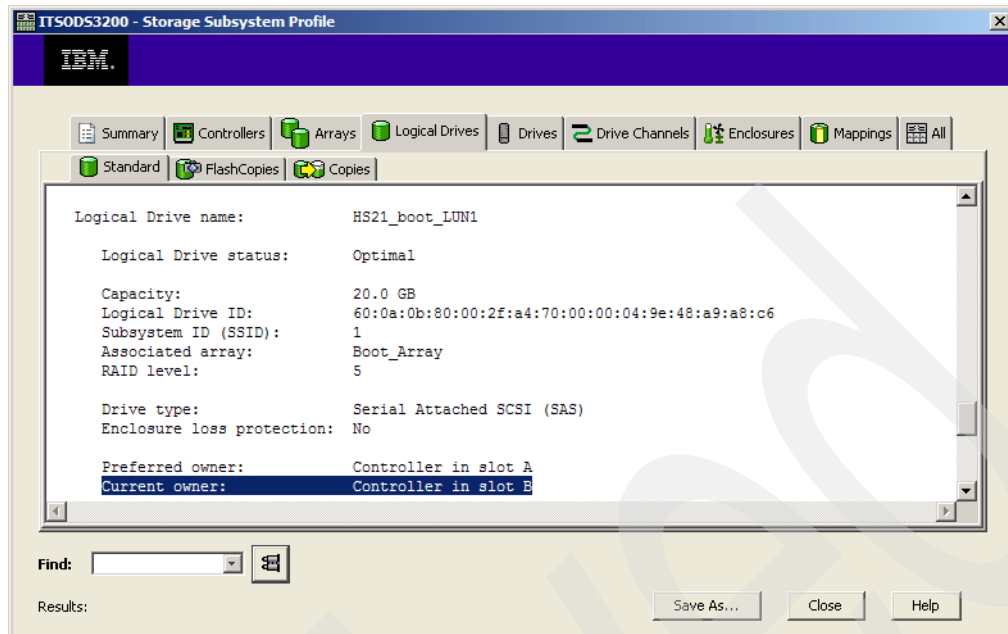 ITSODS3200 - Storage Subsystem Profile
IBM.
Summary Controllers Arrays Logical Drives Drives Drive Channels Enclosures Mappings All
Standard FlashCopies Copies
Logical Drive name: HS21_boot_LUN1
Logical Drive status: Optimal
Capacity: 20.0 GB
Logical Drive ID: 60:0a:0b:80:00:2f:a4:70:00:00:04:9e:48:a9:a8:c6
Subsystem ID (SSID): 1
Associated array: Boot_Array
RAID level: 5
Drive type: Serial Attached SCSI (SAS)
Enclosure loss protection: No
Preferred owner: Controller in slot A
Current owner: Controller in slot B
Find:
Results:
Save As... Close Help